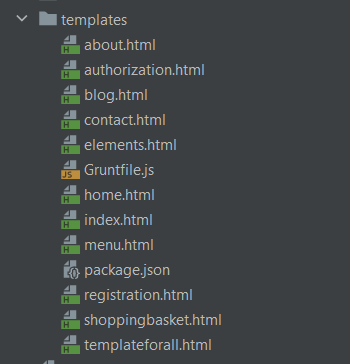 templates
about.html
authorization.html
blog.html
contact.html
elements.html
Gruntfile.js
home.html
index.html
menu.html
package.json
registration.html
shoppingbasket.html
templateforall.html